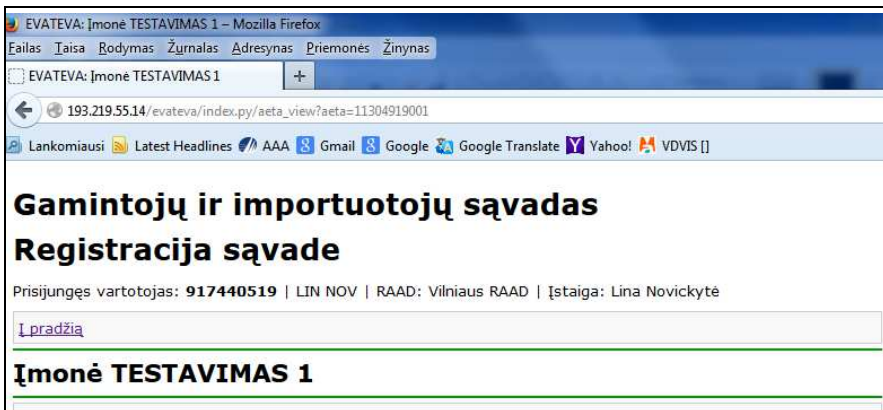 EVATEVA: Įmonė TESTAVIMAS 1 – Mozilla Firefox
Failas Taisa Rodymas Žurnalas Adresynas Priemonės Žinynas
EVATEVA: Įmonė TESTAVIMAS 1 +
193.219.55.14/evateva/index.py/aeta_view?aeta=11304919001
Lankomiausi Latest Headlines AAA Gmail Google Google Translate Yahoo! VDVIS []
Gamintojų ir importuotojų sąvadas
Registracija sąvade
Prisijungęs vartotojas: 917440519 | LIN NOV | RAAD: Vilniaus RAAD | Įstaiga: Lina Novickytė
Į pradžią
Įmonė TESTAVIMAS 1